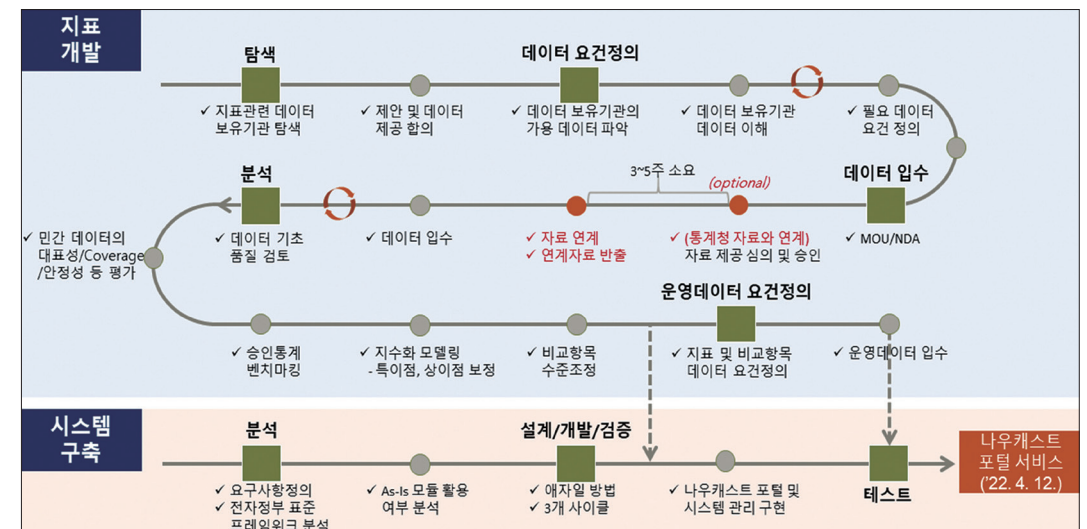 지표
개발
탐색
데이터 요건정의
✓ 지표관련 데이터
보유기관 탐색
✓ 제안 및 데이터
제공 합의
✓ 데이터 보유기관의
가용 데이터 파악
✓ 데이터 보유기관
데이터 이해
✓ 필요 데이터
요건 정의
분석
3~5주 소요
(optional)
데이터 입수
✓ 민간 데이터의
대표성/Coverage
/안정성 등 평가
✓ 데이터 기초
품질 검토
✓ 데이터 입수
✓ 자료 연계
✓ 연계자료 반출
✓ (통계청 자료와 연계)
자료 제공 심의 및 승인
✓ MOU/NDA
운영데이터 요건정의
✓ 승인통계
벤치마킹
✓ 지수화 모델링
- 특이점, 상이점 보정
✓ 비교항목
수준조정
✓ 지표 및 비교항목
데이터 요건정의
✓ 운영데이터 입수
시스템
구축
분석
설계/개발/검증
✓ 요구사항정의
✓ 전자정부 표준
프레임워크 분석
✓ As-Is 모듈 활용
여부 분석
✓ 애자일 방법
✓ 3개 사이클
✓ 나우캐스트 포털 및
시스템 관리 구현
테스트
나우캐스트
포털 서비스
('22. 4. 12.)